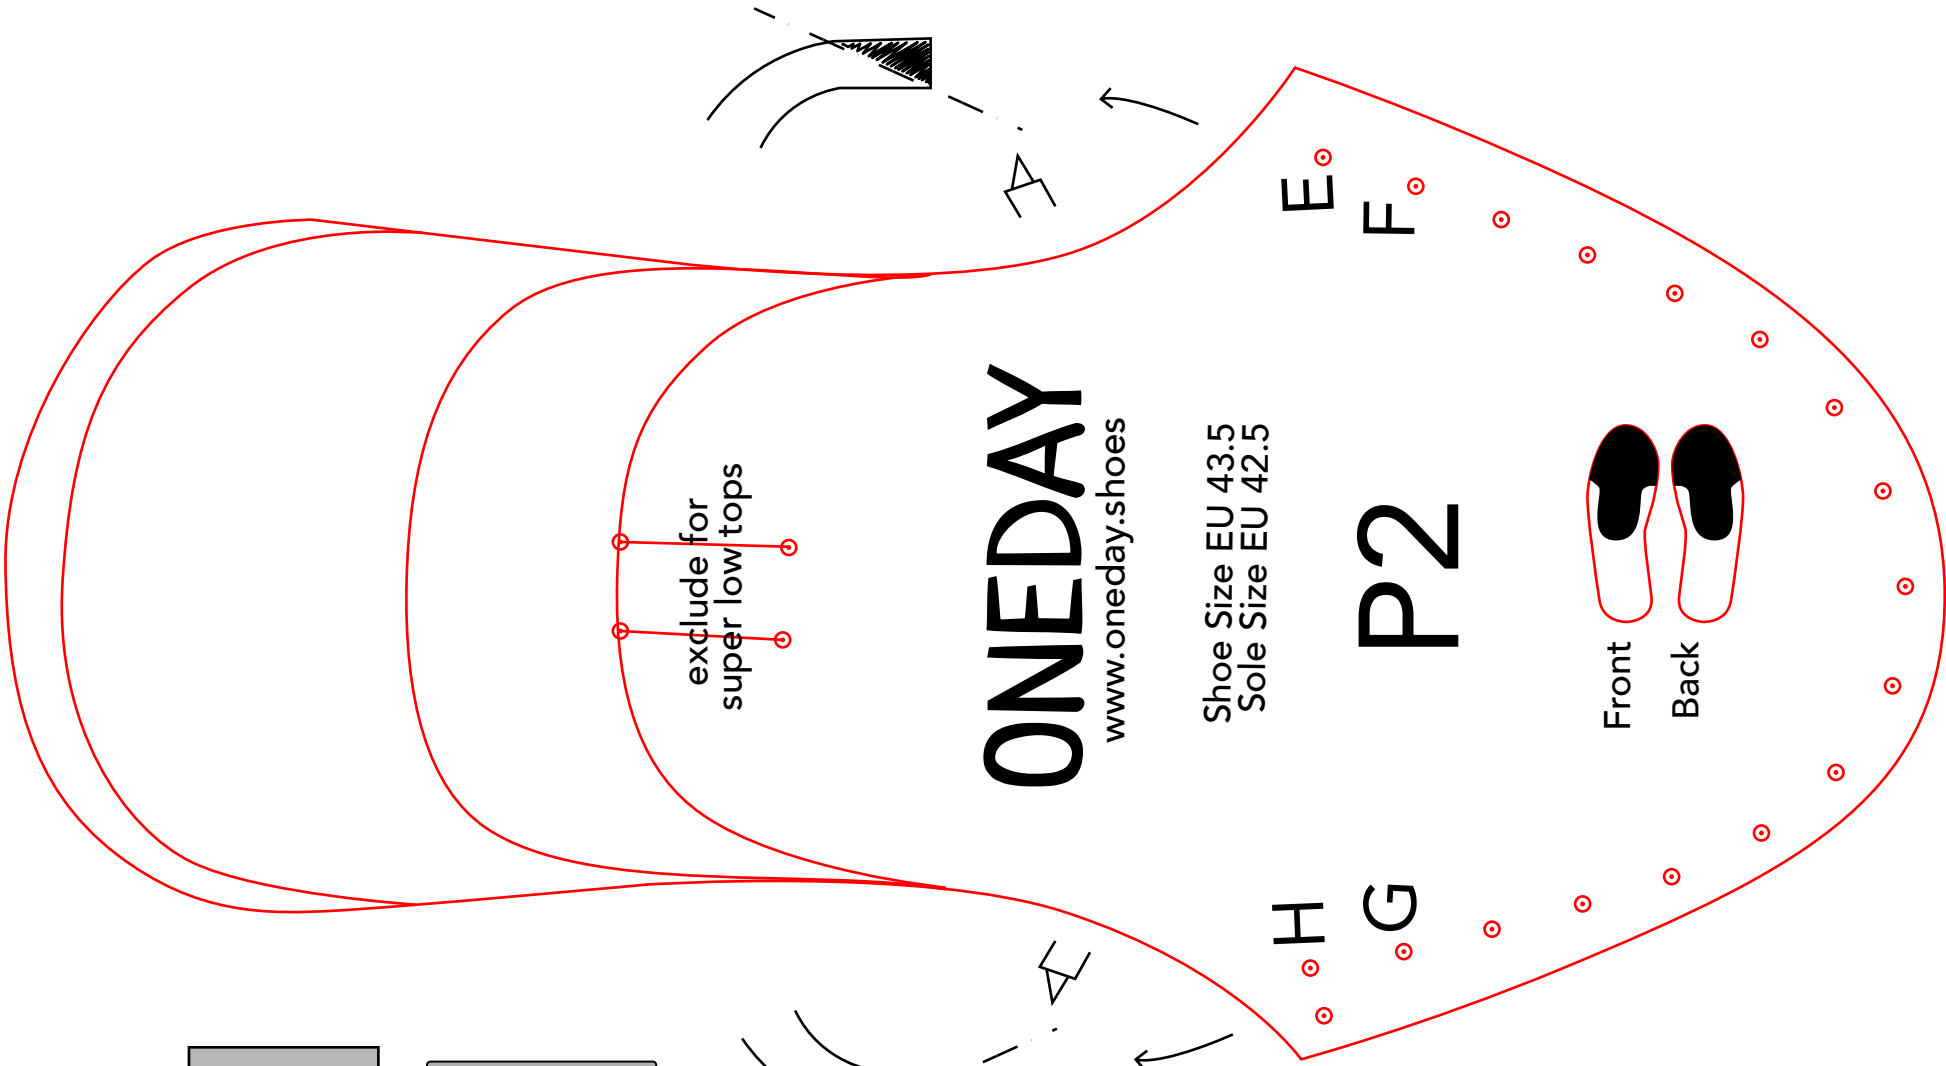 exclude for
super low tops
ONEDAY
www.oneday.shoes
Shoe Size EU 43.5
Sole Size EU 42.5
P2
E
F
H
G
Front
Back